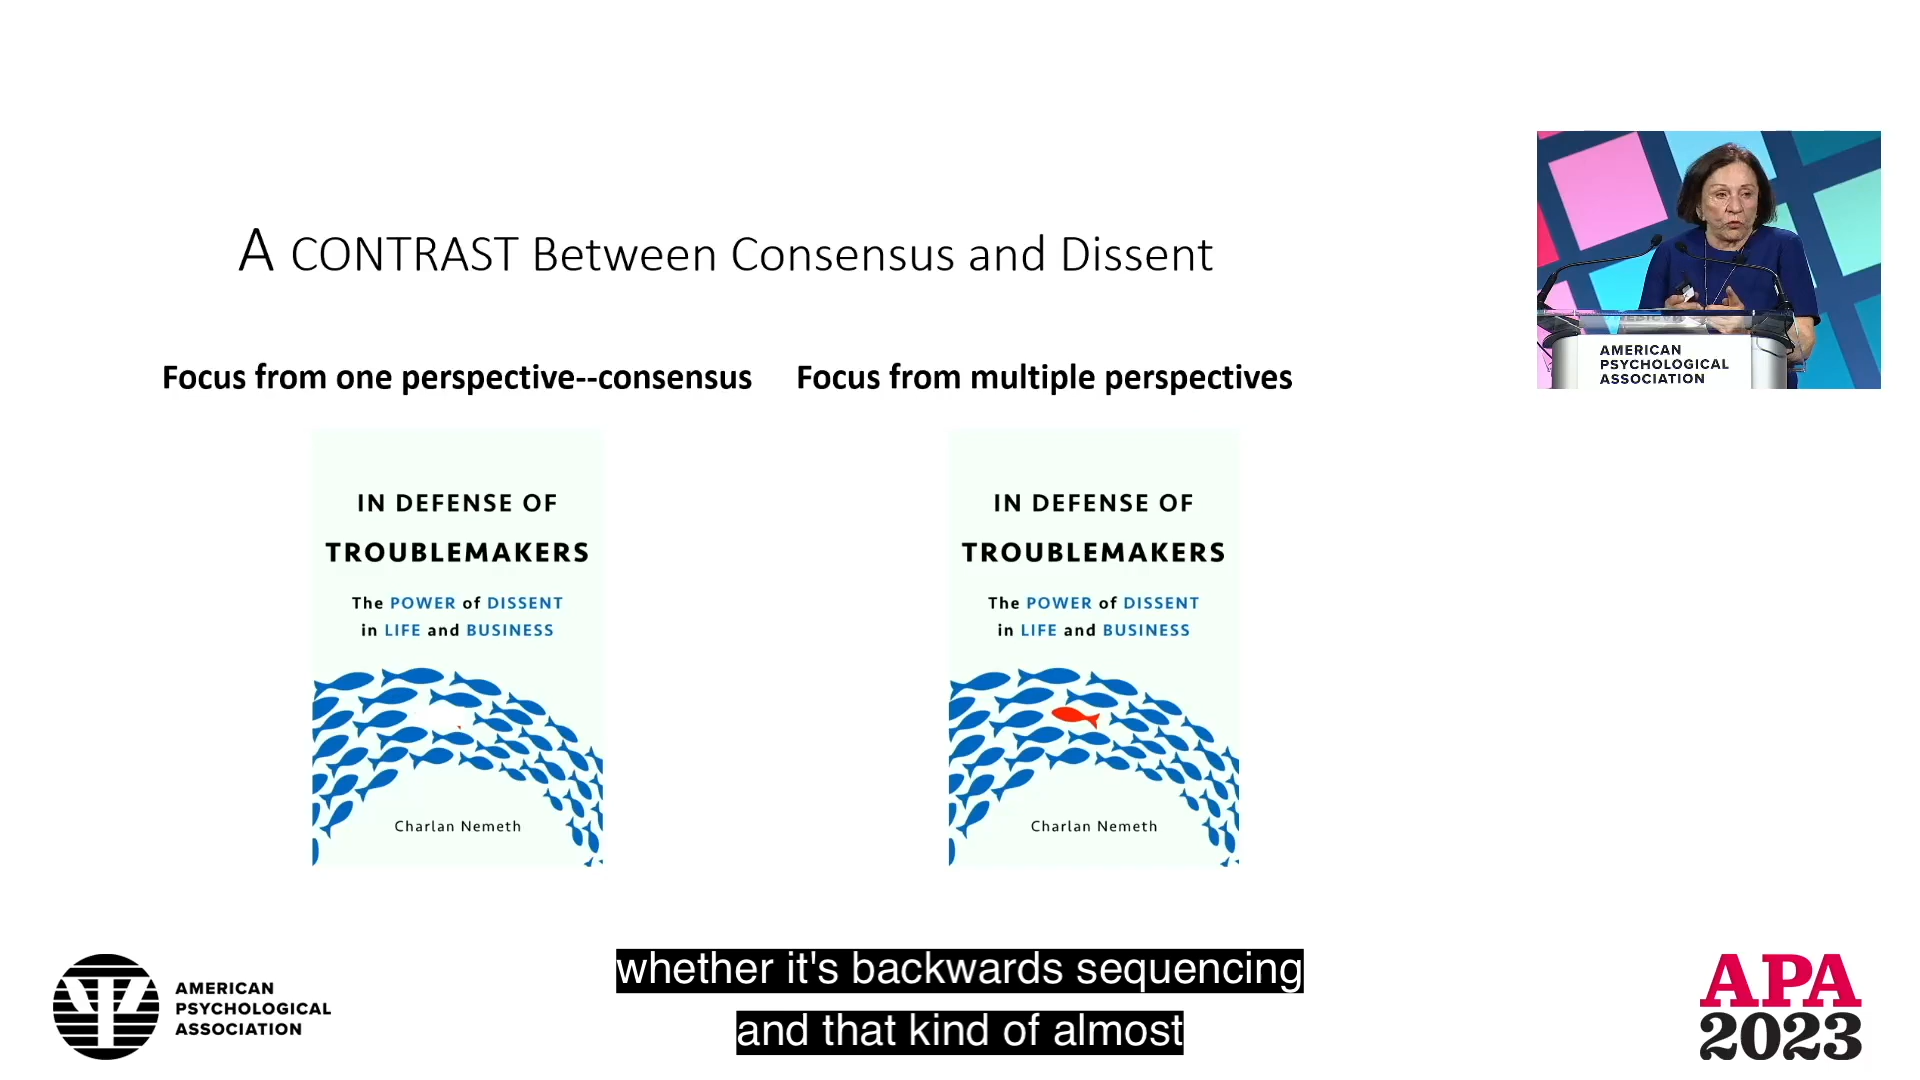 A CONTRAST Between Consensus and Dissent
Focus from one perspective--consensus
Focus from multiple perspectives
IN DEFENSE OF
TROUBLEMAKERS
The POWER of DISSENT
in LIFE and BUSINESS
Charlan Nemeth
IN DEFENSE OF
TROUBLEMAKERS
The POWER of DISSENT
in LIFE and BUSINESS
Charlan Nemeth
AMERICAN
PSYCHOLOGICAL
ASSOCIATION
whether it's backwards sequencing
and that kind of almost
AMERICAN
PSYCHOLOGICAL
ASSOCIATION
APA
2023